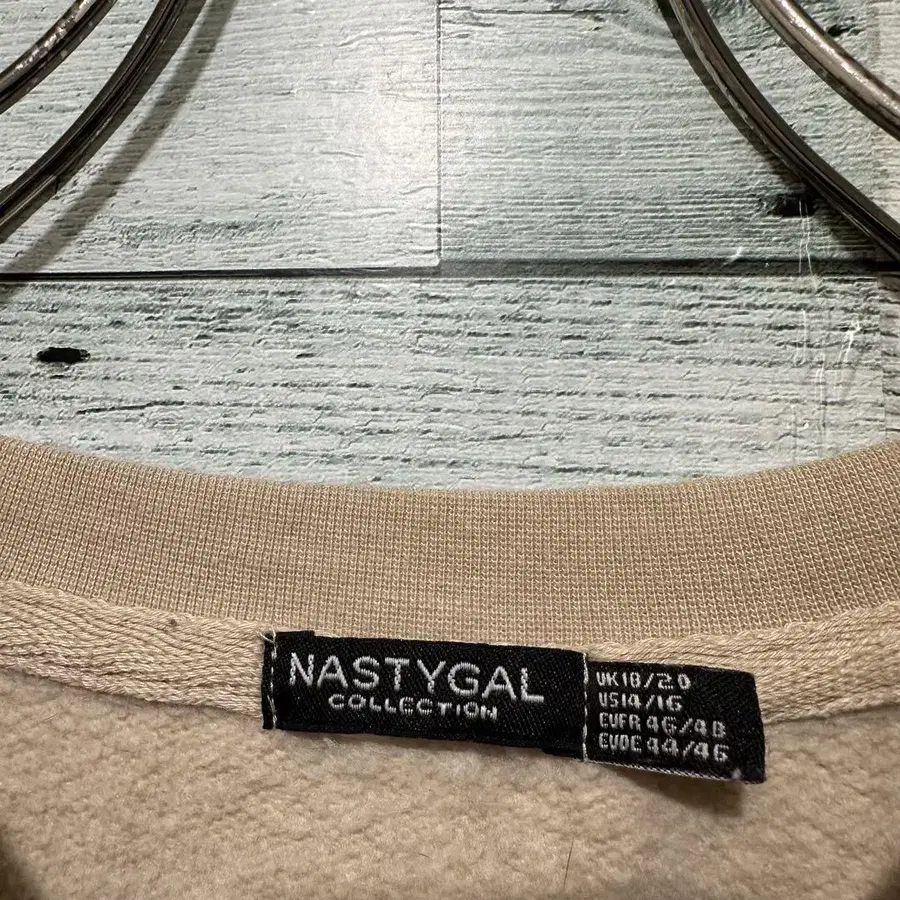 NASTYGAL
COLLECTION
UK18/20
US14/16
EUFR 46/48
EUDE 44/46